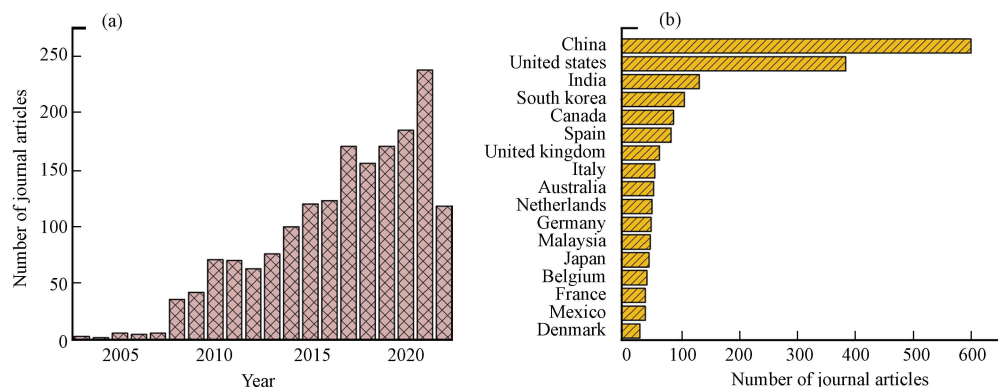 (a)
Number of journal articles
250
200
150
100
50
0
2005
2010
2015
2020
Year
(b)
China
United states
India
South korea
Canada
Spain
United kingdom
Italy
Australia
Netherlands
Germany
Malaysia
Japan
Belgium
France
Mexico
Denmark
0
100
200
300
400
500
600
Number of journal articles